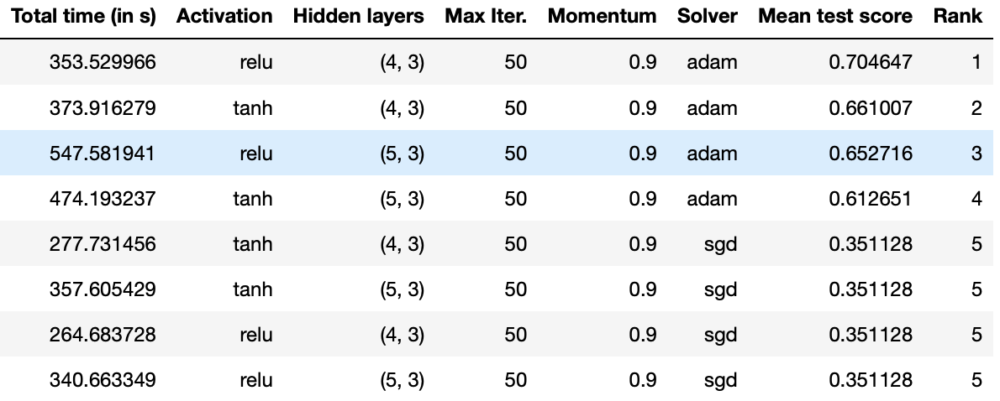 Total time (in s) Activation Hidden layers Max Iter. Momentum Solver Mean test score Rank
353.529966 relu (4, 3) 50 0.9 adam 0.704647 1
373.916279 tanh (4, 3) 50 0.9 adam 0.661007 2
547.581941 relu (5, 3) 50 0.9 adam 0.652716 3
474.193237 tanh (5, 3) 50 0.9 adam 0.612651 4
277.731456 tanh (4, 3) 50 0.9 sgd 0.351128 5
357.605429 tanh (5, 3) 50 0.9 sgd 0.351128 5
264.683728 relu (4, 3) 50 0.9 sgd 0.351128 5
340.663349 relu (5, 3) 50 0.9 sgd 0.351128 5